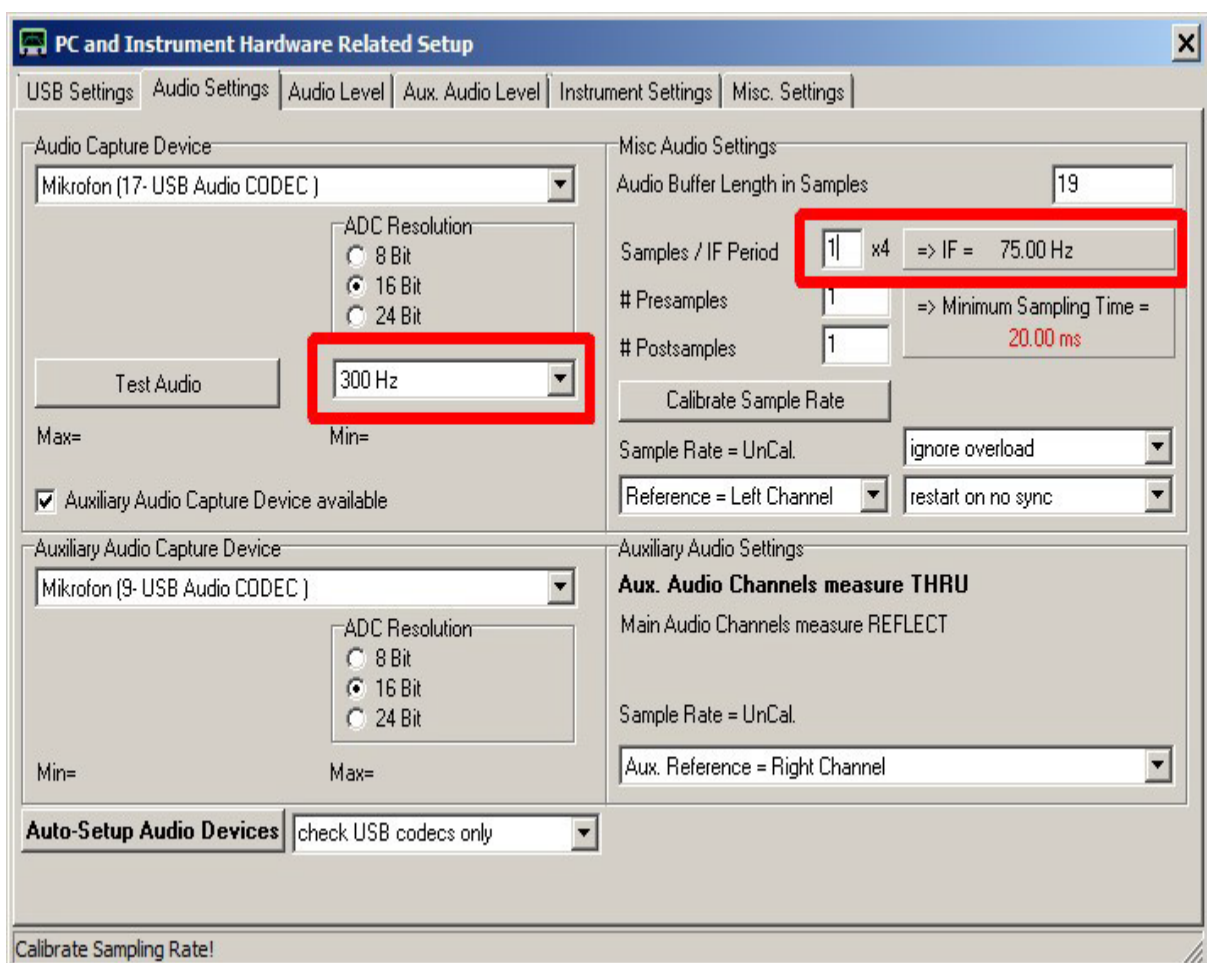 PC and Instrument Hardware Related Setup
USB Settings Audio Settings Audio Level Aux. Audio Level Instrument Settings Misc. Settings
Audio Capture Device
Mikrofon (17- USB Audio CODEC )
ADC Resolution
8 Bit
16 Bit
24 Bit
Test Audio
300 Hz
Max=
Min=
Auxiliary Audio Capture Device available
Misc Audio Settings
Audio Buffer Length in Samples 19
Samples / IF Period 1 x4 => IF = 75.00 Hz
# Presamples 1
=> Minimum Sampling Time =
20.00 ms
# Postsamples 1
Calibrate Sample Rate
Sample Rate = UnCal. ignore overload
Reference = Left Channel restart on no sync
Auxiliary Audio Capture Device
Mikrofon (9- USB Audio CODEC )
ADC Resolution
8 Bit
16 Bit
24 Bit
Min= Max=
Auxiliary Audio Settings
Aux. Audio Channels measure THRU
Main Audio Channels measure REFLECT
Sample Rate = UnCal.
Aux. Reference = Right Channel
Auto-Setup Audio Devices check USB codecs only
Calibrate Sampling Rate!